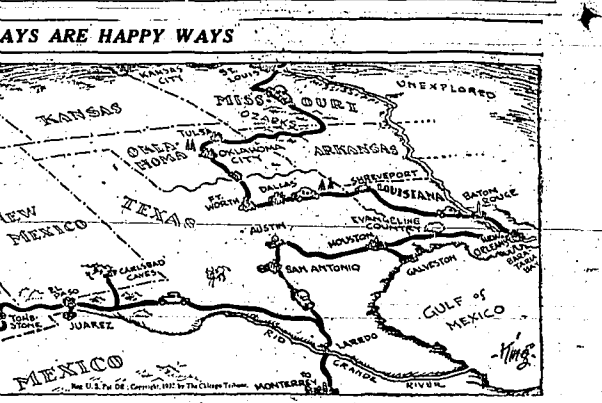 AYS ARE HAPPY WAYS
KANSAS CITY
ST. LOUIS
MISSOURI
UNEXPLORED
KANSAS
OZARKS
TULSA
OKLAHOMA
OKLAHOMA CITY
ARKANSAS
SHREVEPORT
DALLAS
LOUISIANA
FT. WORTH
BATON ROUGE
NEW MEXICO
TEXAS
EVANGELINE COUNTRY
AUSTIN
HOUSTON
NEW ORLEANS
BARATARIA BAY
CARLSBAD CAVES
SAN ANTONIO
GALVESTON
EL PASO
GULF OF MEXICO
TOMBSTONE
JUAREZ
King
LAREDO
RIO GRANDE RIVER
MEXICO
TO MONTERREY
Reg. U. S. Pat. Off.; Copyright, 1937, by The Chicago Tribune.